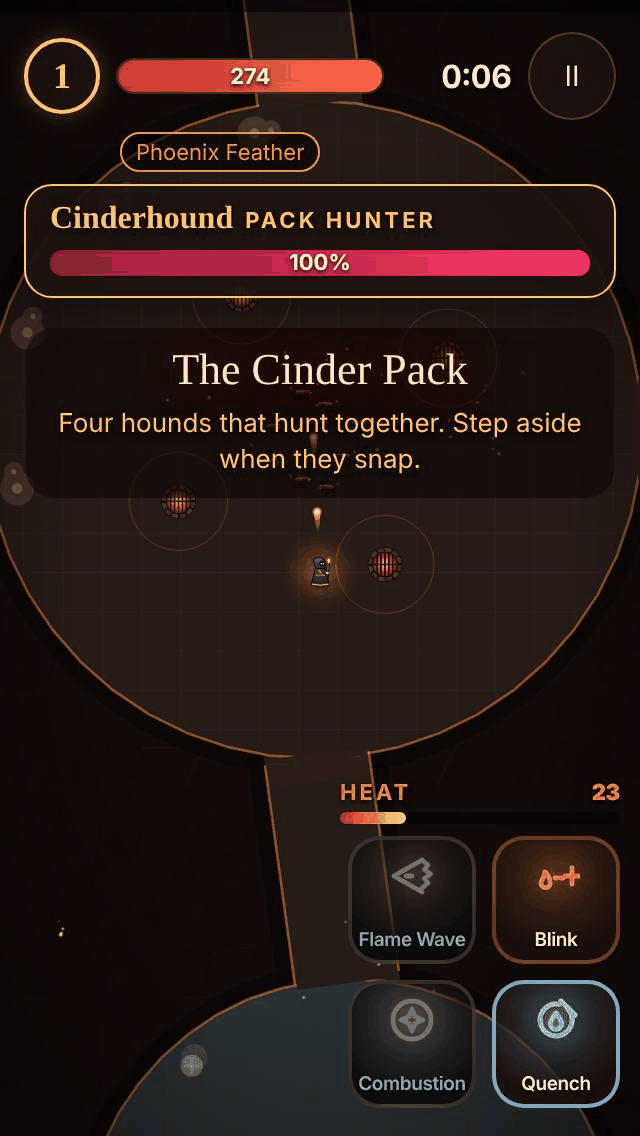 1
274
0:06
Phoenix Feather
Cinderhound PACK HUNTER
100%
The Cinder Pack
Four hounds that hunt together. Step aside
when they snap.
HEAT 23
Flame Wave
Blink
Combustion
Quench